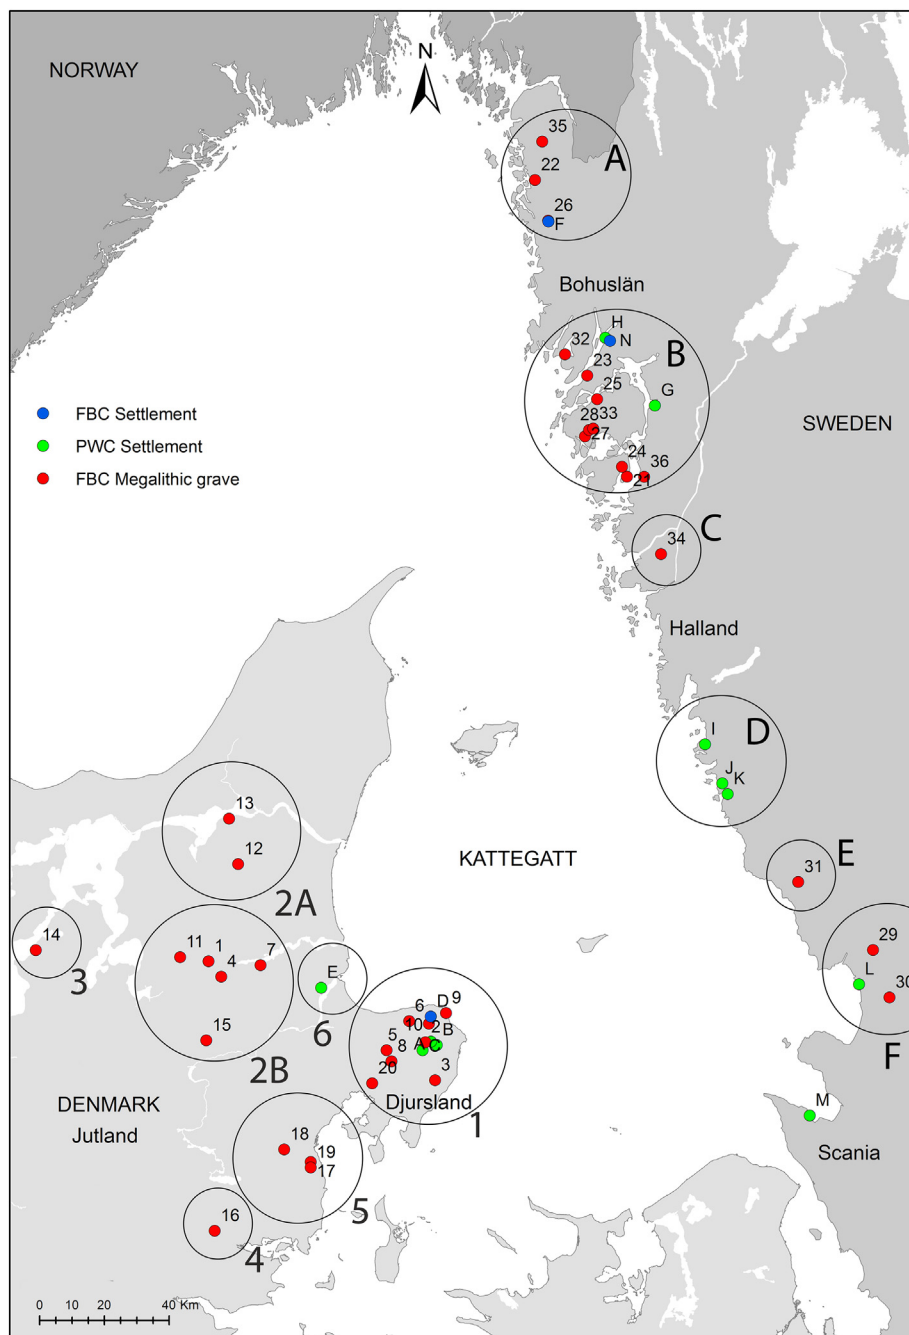 NORWAY
N
35
A
22
26
F
Bohuslän
H
32
N
B
23
25
G
FBC Settlement
28 33
SWEDEN
27
PWC Settlement
24
36
FBC Megalithic grave
21
C
34
Halland
I
D
J
K
13
KATTEGATT
12
E
31
2A
14
11
1
7
29
4
E
L
3
6
D
9
30
6
10
2
B
15
5
8
A
C
F
2B
20
3
DENMARK
Djursland
M
Jutland
1
18
19
Scania
17
16
5
4
0 10 20 40 Km